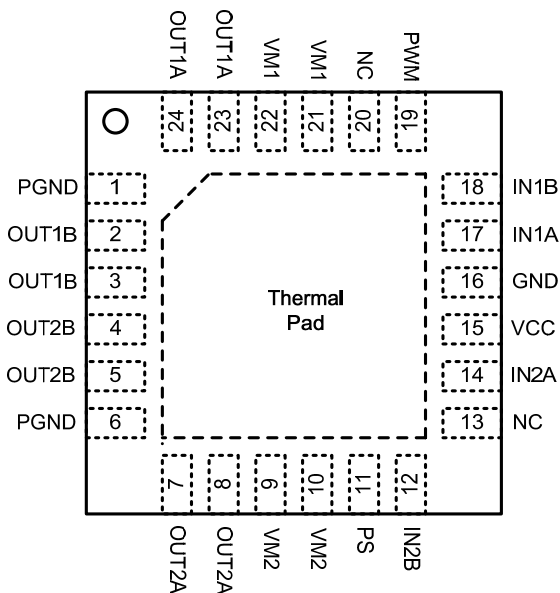 OUT1A OUT1A VM1 VM1 NC PWM
24 23 22 21 20 19
PGND 1 18 IN1B
OUT1B 2 17 IN1A
OUT1B 3 16 GND
OUT2B 4 15 VCC
OUT2B 5 14 IN2A
PGND 6 13 NC
Thermal
Pad
7 8 9 10 11 12
OUT2A OUT2A VM2 VM2 PS IN2B